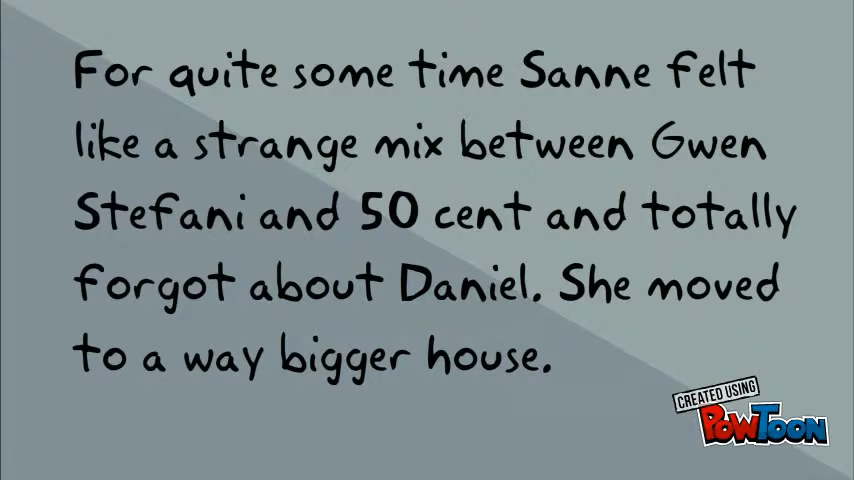 For quite some time Sanne felt
like a strange mix between Gwen
Stefani and 50 cent and totally
forgot about Daniel. She moved
to a way bigger house.
CREATED USING
POWTOON